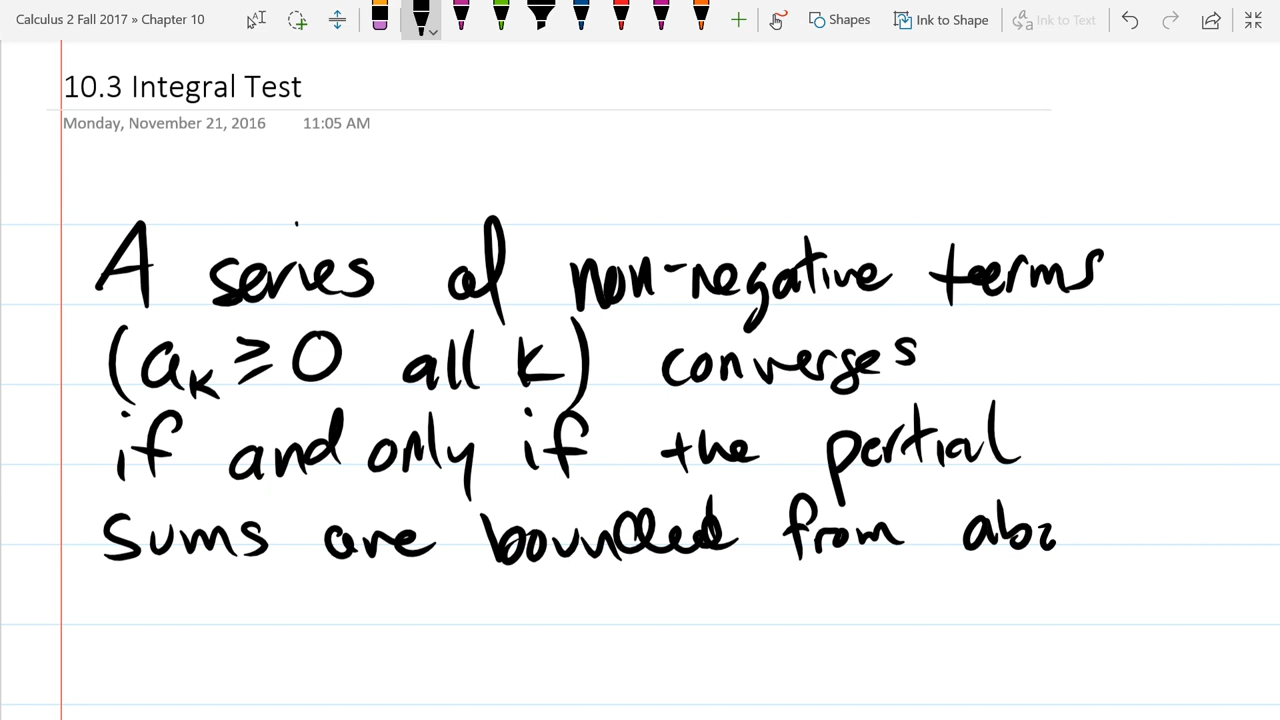 Calculus 2 Fall 2017 » Chapter 10
Shapes
Ink to Shape
Ink to Text
10.3 Integral Test
Monday, November 21, 2016 11:05 AM
A series of non-negative terms
(aₖ ≥ 0 all k) converges
if and only if the partial
sums are bounded from abo